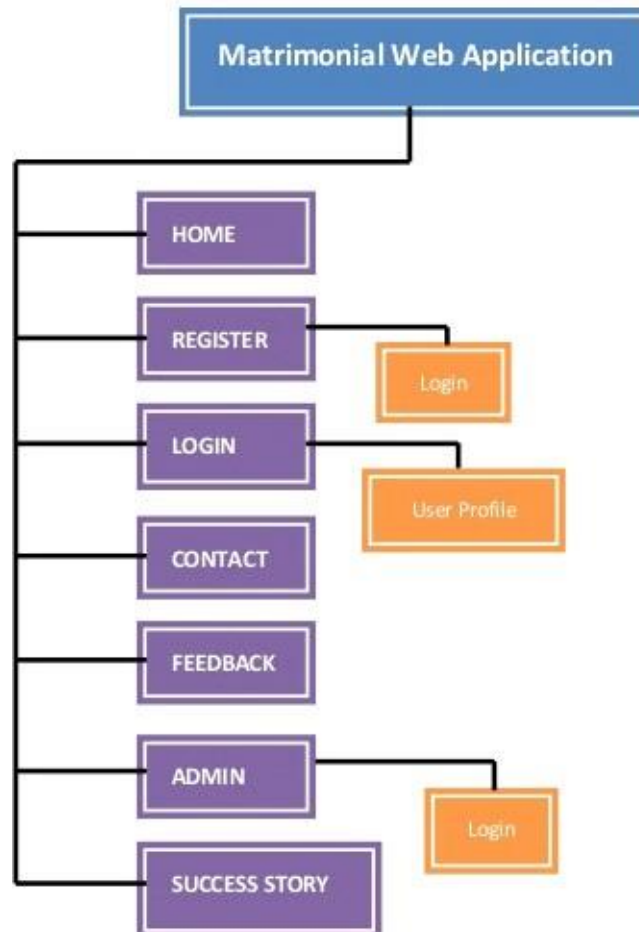 Matrimonial Web Application
HOME
REGISTER
Login
LOGIN
User Profile
CONTACT
FEEDBACK
ADMIN
Login
SUCCESS STORY